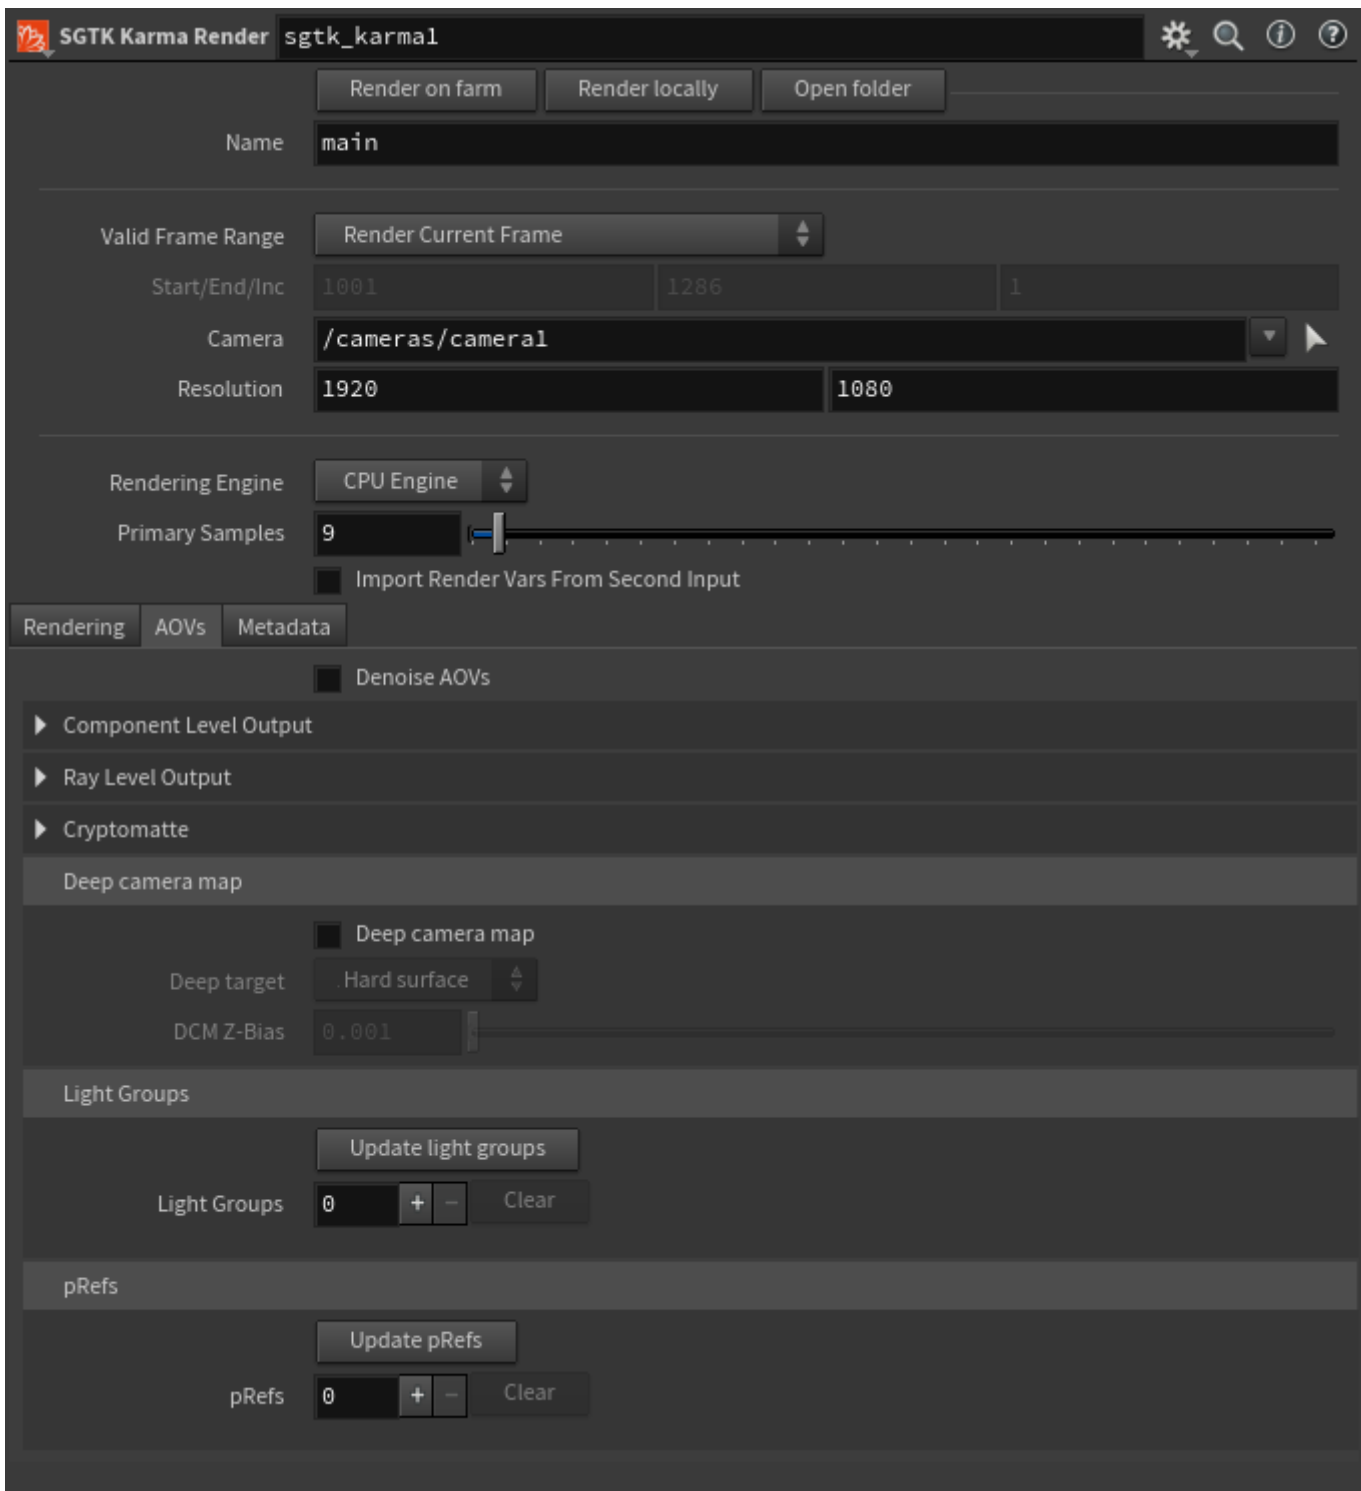 SGTK Karma Render sgtk_karma1
Render on farm Render locally Open folder
Name main
Valid Frame Range Render Current Frame
Start/End/Inc 1001 1286 1
Camera /cameras/camera1
Resolution 1920 1080
Rendering Engine CPU Engine
Primary Samples 9
Import Render Vars From Second Input
Rendering AOVs Metadata
Denoise AOVs
Component Level Output
Ray Level Output
Cryptomatte
Deep camera map
Deep camera map
Deep target .Hard surface
DCM Z-Bias 0.001
Light Groups
Update light groups
Light Groups 0 + − Clear
pRefs
Update pRefs
pRefs 0 + − Clear